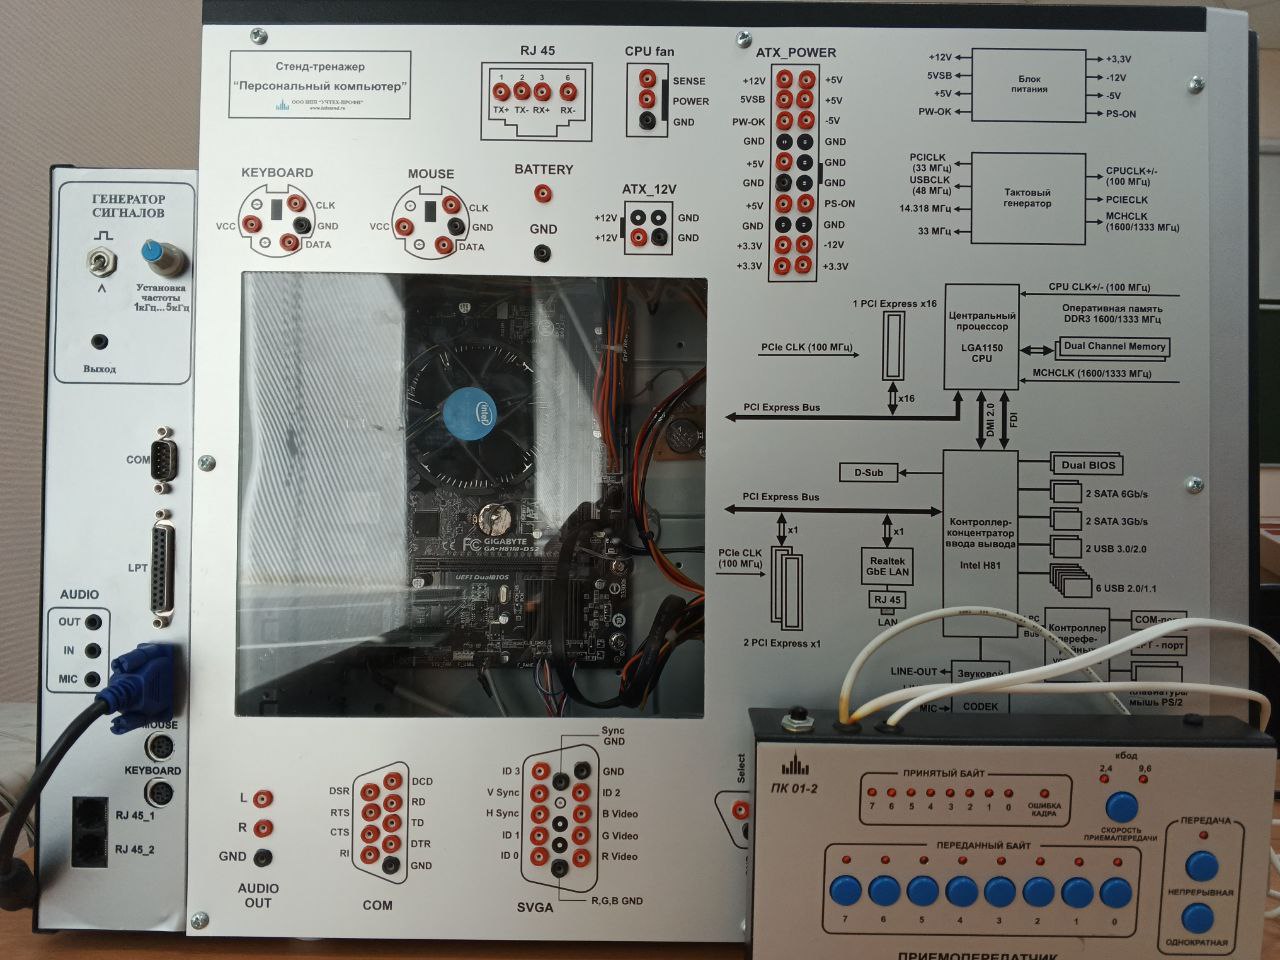 Стенд-тренажер
“Персональный компьютер”
ООО НПП “УЧТЕХ-ПРОФИ”
RJ 45
1 2 3 6
TX+ TX- RX+ RX-
CPU fan
SENSE
POWER
GND
ATX_POWER
+12V +5V
5VSB +5V
PW-OK -5V
GND GND
+5V GND
GND GND
+5V PS-ON
GND GND
+3.3V -12V
+3.3V +3.3V
+12V
5VSB
+5V
PW-OK
Блок
питания
+3,3V
-12V
-5V
PS-ON
PCICLK
(33 МГц)
USBCLK
(48 МГц)
14.318 МГц
33 МГц
Тактовый
генератор
CPUCLK+/-
(100 МГц)
PCIECLK
MCHCLK
(1600/1333 МГц)
KEYBOARD
CLK
VCC
GND
DATA
MOUSE
CLK
VCC
GND
DATA
BATTERY
GND
ATX_12V
+12V GND
+12V GND
ГЕНЕРАТОР
СИГНАЛОВ
Установка
частоты
1кГц...5кГц
Выход
COM
LPT
AUDIO
OUT
IN
MIC
MOUSE
KEYBOARD
RJ 45_1
RJ 45_2
intel
GIGABYTE
GA-H81M-DS2
UEFI DualBIOS
1 PCI Express x16
PCIe CLK (100 МГц)
x16
PCI Express Bus
Центральный
процессор
LGA1150
CPU
CPU CLK+/- (100 МГц)
Оперативная память
DDR3 1600/1333 МГц
Dual Channel Memory
MCHCLK (1600/1333 МГц)
DMI 2.0
FDI
D-Sub
PCI Express Bus
x1
x1
PCIe CLK
(100 МГц)
2 PCI Express x1
Realtek
GbE LAN
RJ 45
LAN
Контроллер-
концентратор
ввода вывода
Intel H81
Dual BIOS
2 SATA 6Gb/s
2 SATA 3Gb/s
2 USB 3.0/2.0
6 USB 2.0/1.1
Bus
Контроллер
COM-
- порт
мышь PS/2
LINE-OUT
MIC
Звуковой
CODEK
L
R
GND
AUDIO
OUT
DCD
DSR
RD
RTS
TD
CTS
DTR
RI
GND
COM
Sync
GND
ID 3 GND
V Sync ID 2
H Sync B Video
ID 1 G Video
ID 0 R Video
R,G,B GND
SVGA
Select
ПК 01-2
ПРИНЯТЫЙ БАЙТ
7 6 5 4 3 2 1 0
ОШИБКА
КАДРА
кбод
2,4 9,6
СКОРОСТЬ
ПРИЕМА/ПЕРЕДАЧИ
ПЕРЕДАННЫЙ БАЙТ
7 6 5 4 3 2 1 0
ПЕРЕДАЧА
НЕПРЕРЫВНАЯ
ОДНОКРАТНАЯ
ПРИЕМОПЕРЕДАТЧИК